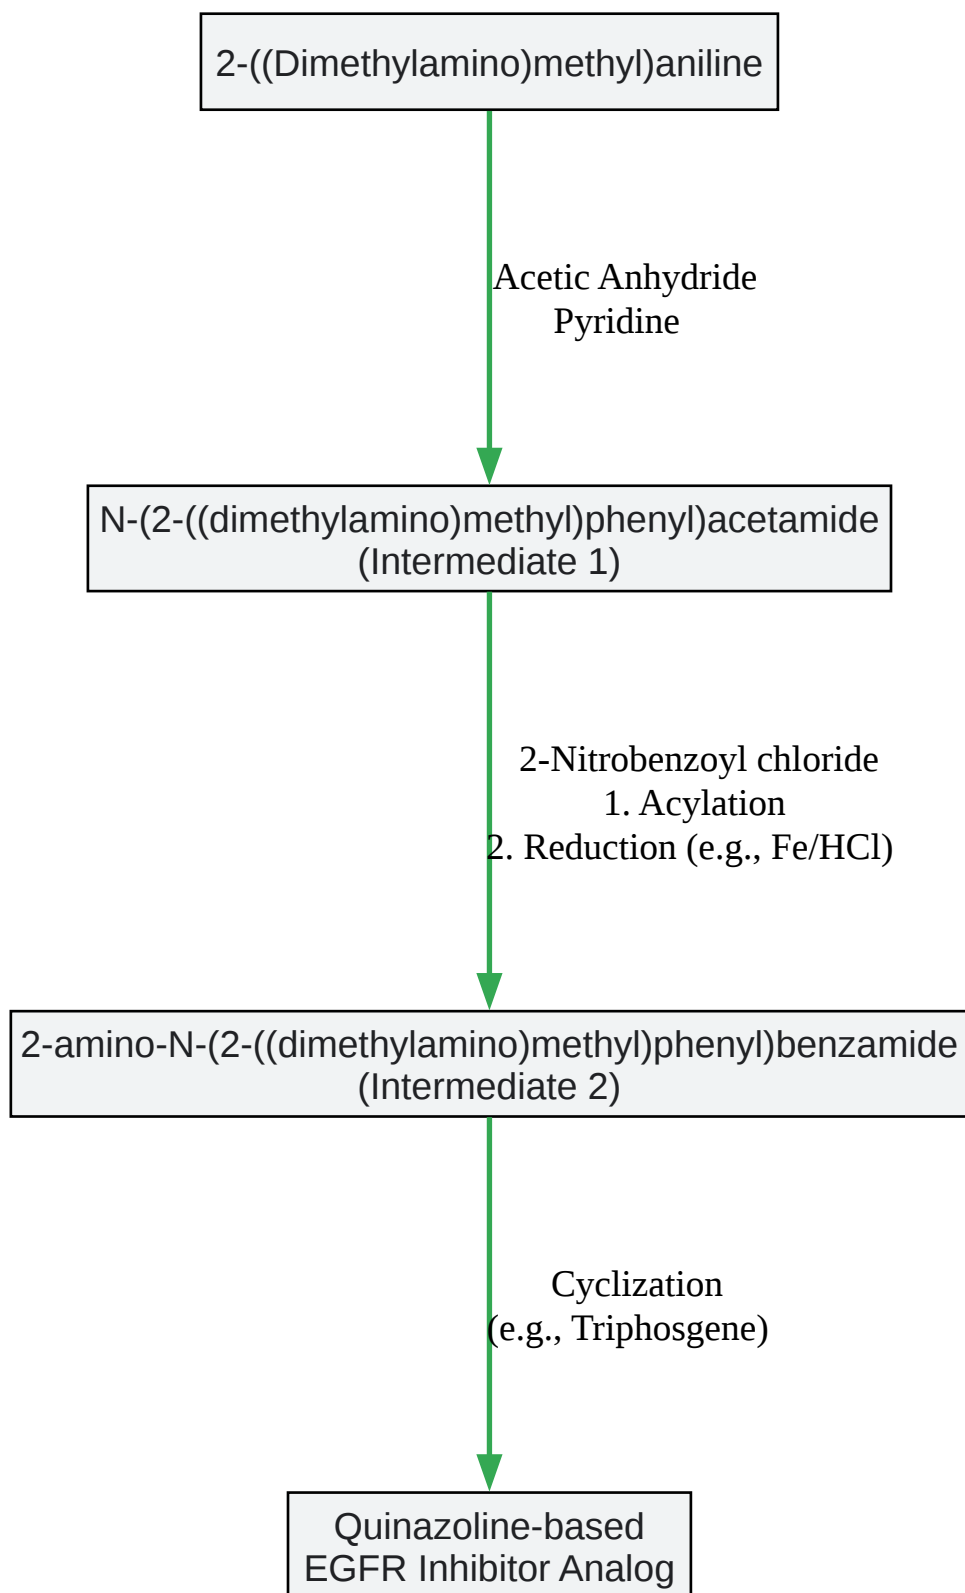 2-((Dimethylamino)methyl)aniline
Acetic Anhydride
Pyridine
N-(2-((dimethylamino)methyl)phenyl)acetamide
(Intermediate 1)
2-Nitrobenzoyl chloride
1. Acylation
2. Reduction (e.g., Fe/HCl)
2-amino-N-(2-((dimethylamino)methyl)phenyl)benzamide
(Intermediate 2)
Cyclization
(e.g., Triphosgene)
Quinazoline-based
EGFR Inhibitor Analog